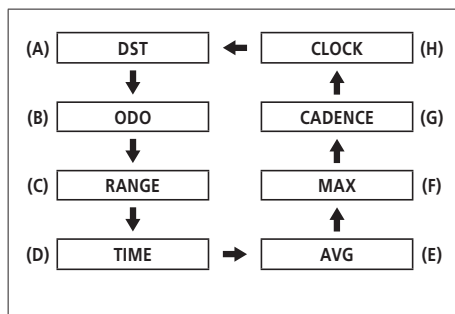 (A) DST CLOCK (H)
(B) ODO CADENCE (G)
(C) RANGE MAX (F)
(D) TIME AVG (E)